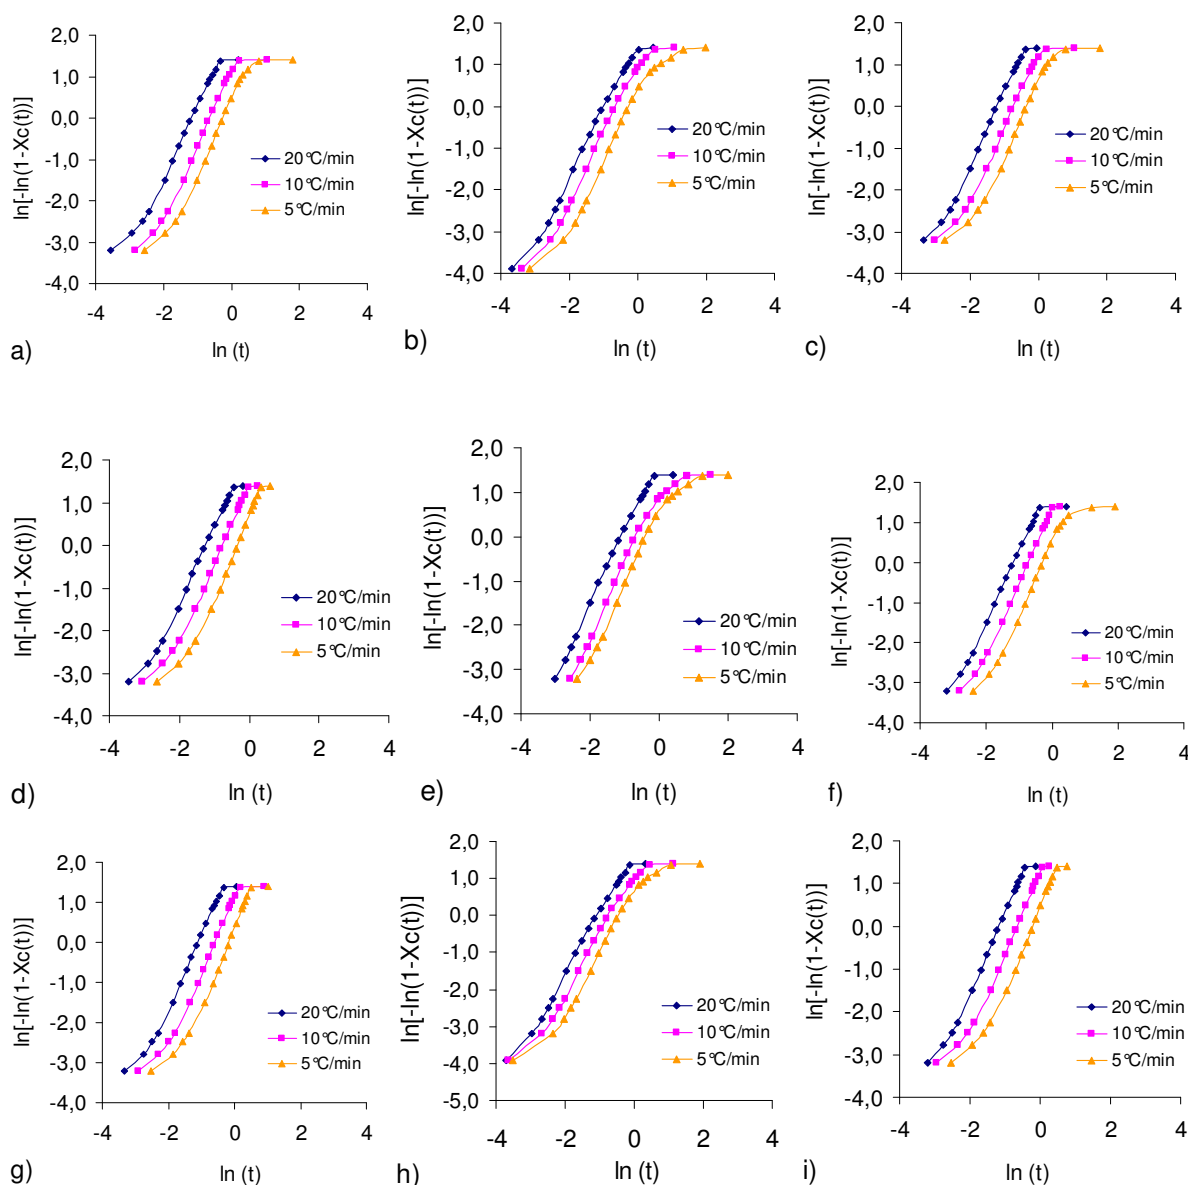 2,0
1,0
0,0
-1,0
-2,0
-3,0
-4,0
-4 -2 0 2 4
ln[-ln(1-Xc(t))]
ln (t)
20°C/min
10°C/min
5°C/min
a)
2,0
1,0
0,0
-1,0
-2,0
-3,0
-4,0
-4 -2 0 2 4
ln[-ln(1-Xc(t))]
ln (t)
20°C/min
10°C/min
5°C/min
b)
2,0
1,0
0,0
-1,0
-2,0
-3,0
-4,0
-4 -2 0 2 4
ln[-ln(1-Xc(t))]
ln (t)
20°C/min
10°C/min
5°C/min
c)
2,0
1,0
0,0
-1,0
-2,0
-3,0
-4,0
-4 -2 0 2 4
ln[-ln(1-Xc(t))]
ln (t)
20°C/min
10°C/min
5°C/min
d)
2,0
1,0
0,0
-1,0
-2,0
-3,0
-4,0
-4 -2 0 2 4
ln[-ln(1-Xc(t))]
ln (t)
20°C/min
10°C/min
5°C/min
e)
2,0
1,0
0,0
-1,0
-2,0
-3,0
-4,0
-4 -2 0 2 4
ln[-ln(1-Xc(t))]
ln (t)
20°C/min
10°C/min
5°C/min
f)
2,0
1,0
0,0
-1,0
-2,0
-3,0
-4,0
-4 -2 0 2 4
ln[-ln(1-Xc(t))]
ln (t)
20°C/min
10°C/min
5°C/min
g)
2,0
1,0
0,0
-1,0
-2,0
-3,0
-4,0
-5,0
-4 -2 0 2 4
ln[-ln(1-Xc(t))]
ln (t)
20°C/min
10°C/min
5°C/min
h)
2,0
1,0
0,0
-1,0
-2,0
-3,0
-4,0
-4 -2 0 2 4
ln[-ln(1-Xc(t))]
ln (t)
20°C/min
10°C/min
5°C/min
i)